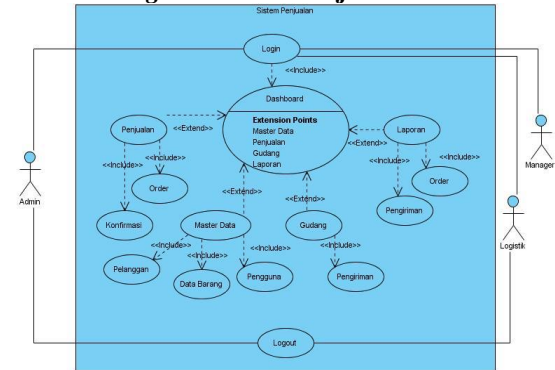 Sistem Penjualan
Login
<<Include>>
Dashboard
Extension Points
Master Data
Penjualan
Gudang
Laporan
Penjualan
<<Extend>>
<<Include>>
<<Include>>
Order
Konfirmasi
Laporan
<<Extend>>
<<Include>>
<<Include>>
Order
Pengiriman
Manager
Admin
Logistik
<<Extend>>
<<Extend>>
Master Data
<<Include>>
<<Include>>
<<Include>>
Pelanggan
Data Barang
Pengguna
Gudang
<<Include>>
Pengiriman
Logout